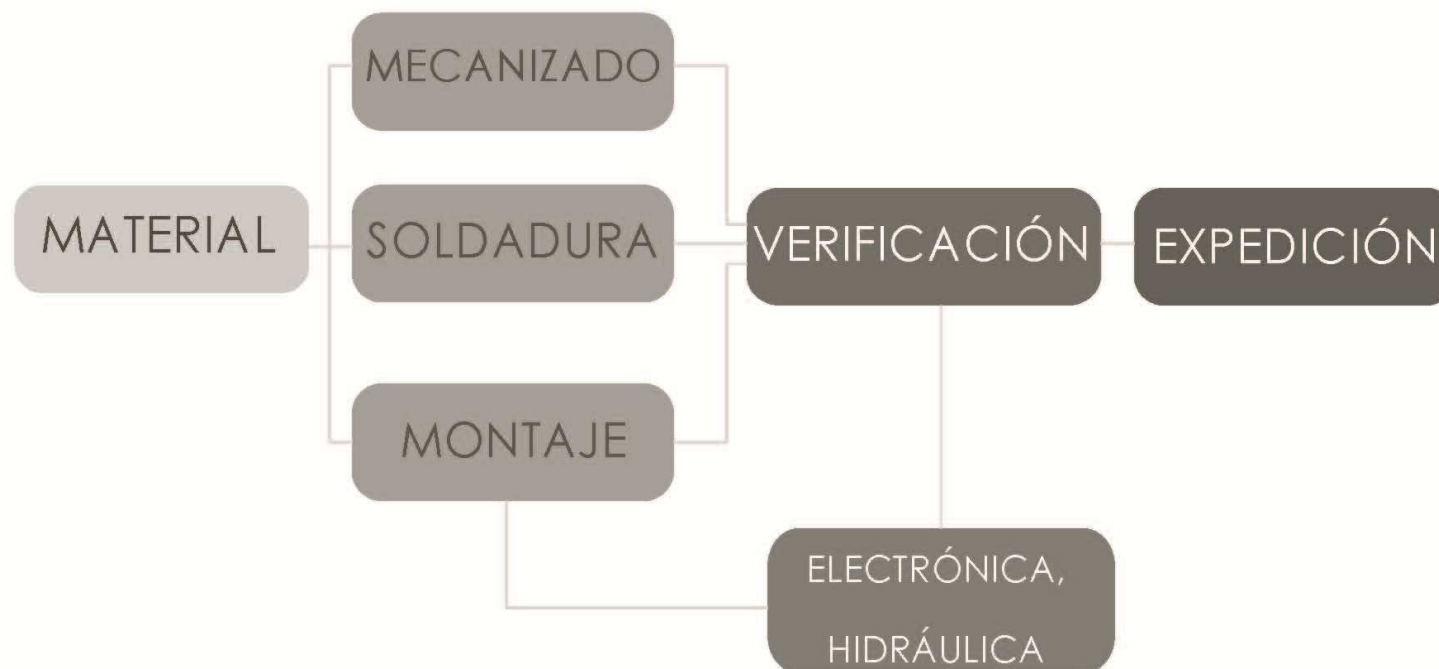 MECANIZADO
MATERIAL
SOLDADURA
VERIFICACIÓN
EXPEDICIÓN
MONTAJE
ELECTRÓNICA,
HIDRÁULICA